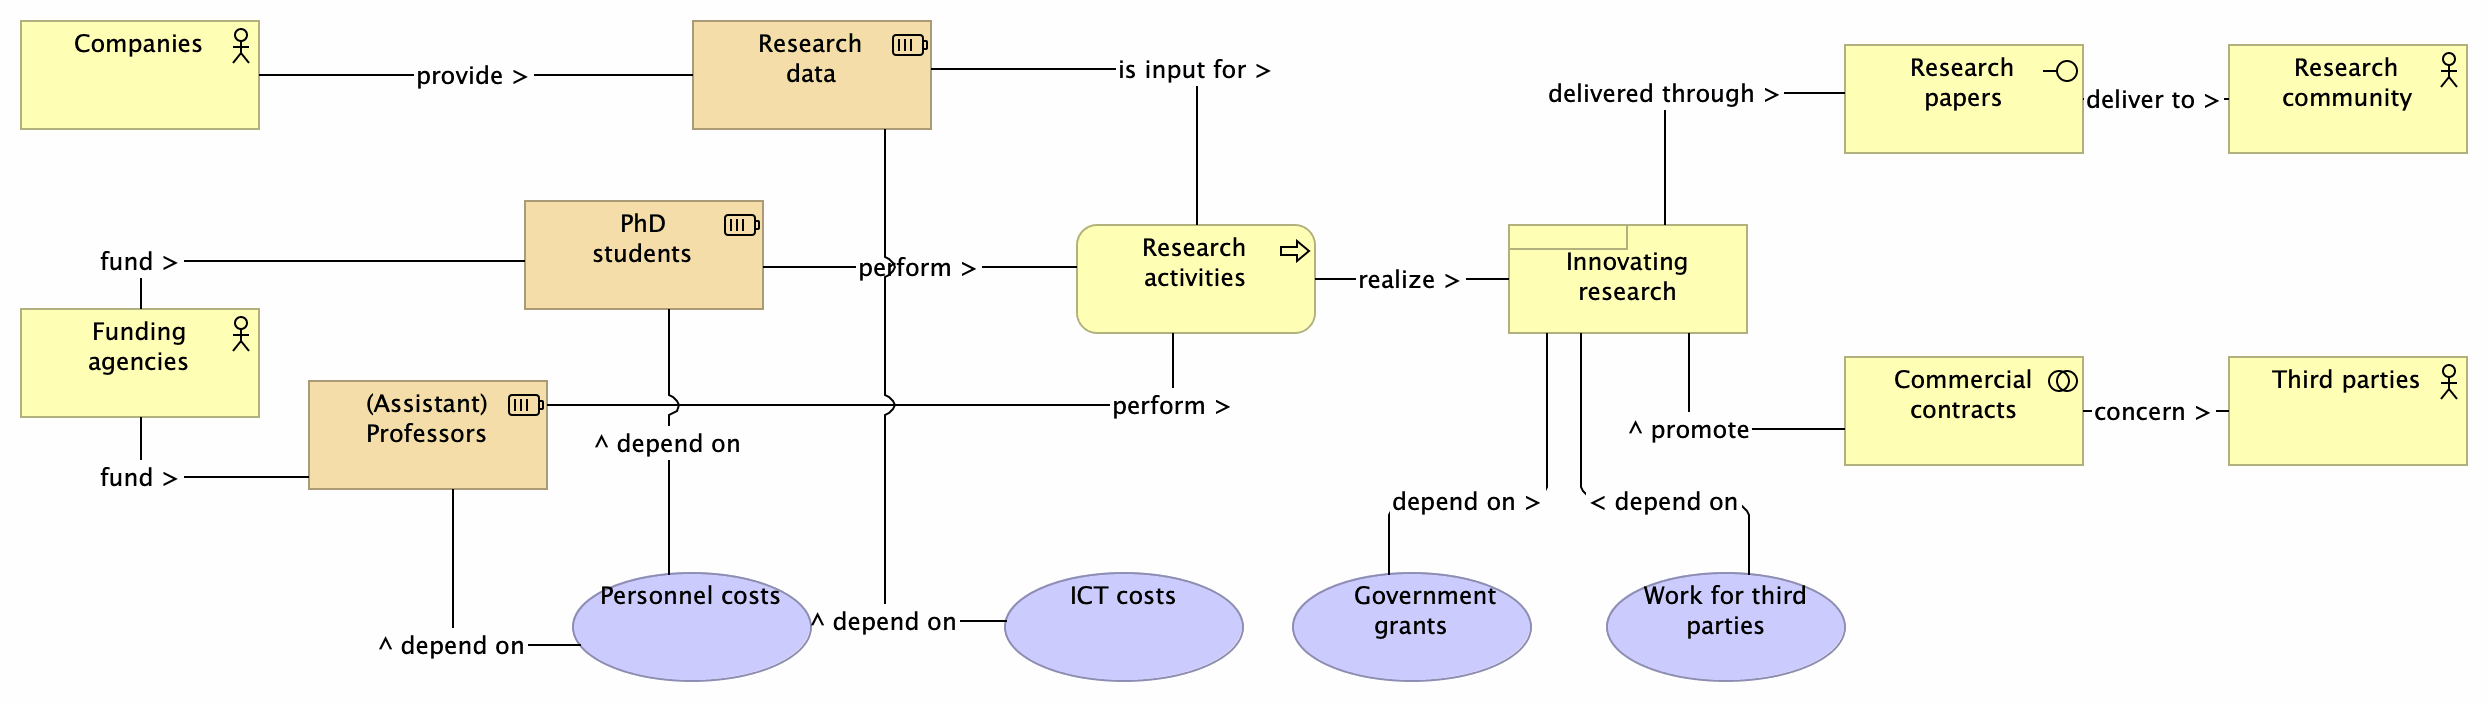 Companies
provide >
Research
data
is input for >
delivered through >
Research
papers
deliver to >
Research
community
fund >
PhD
students
perform >
Research
activities
realize >
Innovating
research
Funding
agencies
fund >
(Assistant)
Professors
perform >
^ depend on
^ promote
Commercial
contracts
concern >
Third parties
depend on >
< depend on
^ depend on
Personnel costs
^ depend on
ICT costs
Government
grants
Work for third
parties